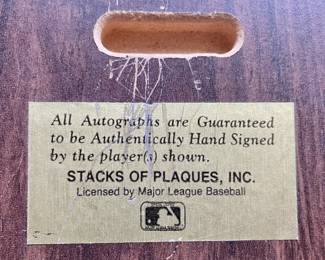 All Autographs are Guaranteed
to be Authentically Hand Signed
by the player(s) shown.
STACKS OF PLAQUES, INC.
Licensed by Major League Baseball